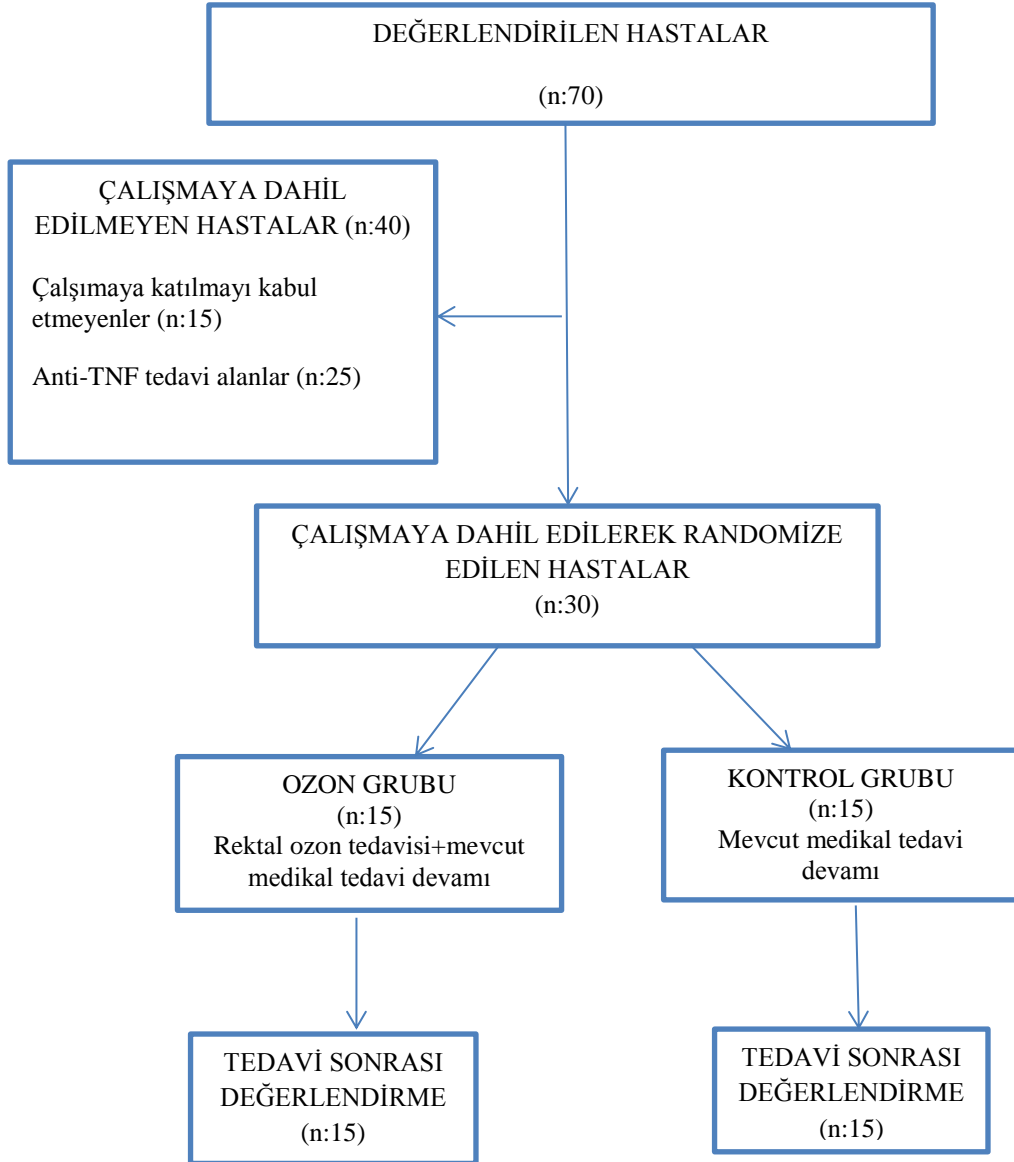 DEĞERLENDİRİLEN HASTALAR
(n:70)
ÇALIŞMAYA DAHİL
EDİLMEYEN HASTALAR (n:40)
Çalşımaya katılmayı kabul
etmeyenler (n:15)
Anti-TNF tedavi alanlar (n:25)
ÇALIŞMAYA DAHİL EDİLEREK RANDOMİZE
EDİLEN HASTALAR
(n:30)
OZON GRUBU
(n:15)
Rektal ozon tedavisi+mevcut
medikal tedavi devamı
KONTROL GRUBU
(n:15)
Mevcut medikal tedavi
devamı
TEDAVİ SONRASI
DEĞERLENDİRME
(n:15)
TEDAVİ SONRASI
DEĞERLENDİRME
(n:15)